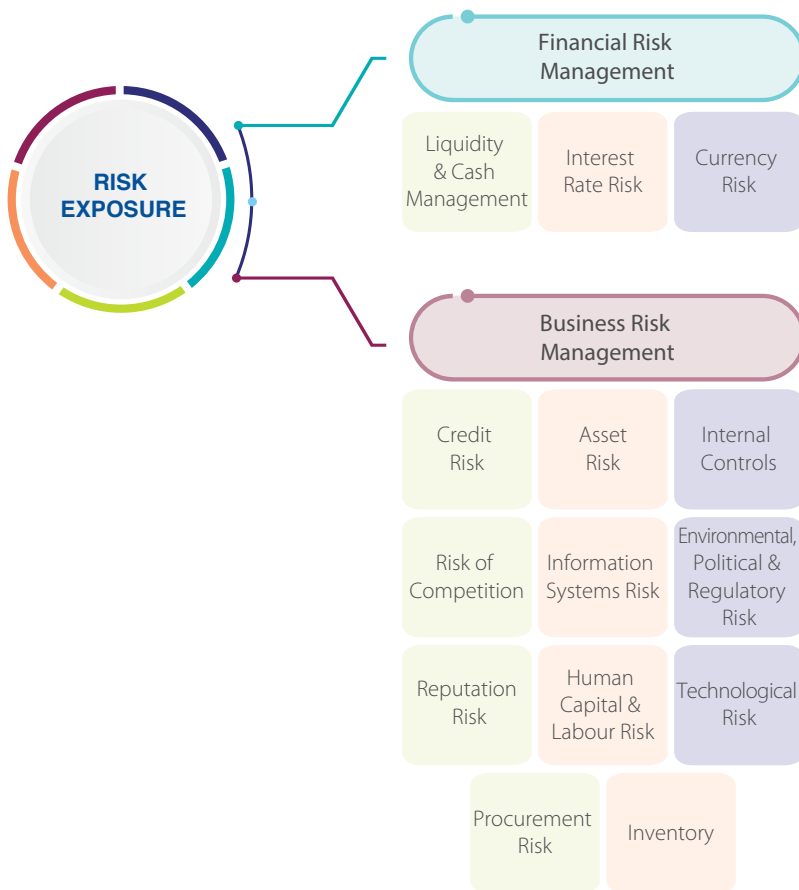 RISK
EXPOSURE
Financial Risk
Management
Liquidity
& Cash
Management
Interest
Rate Risk
Currency
Risk
Business Risk
Management
Credit
Risk
Asset
Risk
Internal
Controls
Risk of
Competition
Information
Systems Risk
Environmental,
Political &
Regulatory
Risk
Reputation
Risk
Human
Capital &
Labour Risk
Technological
Risk
Procurement
Risk
Inventory